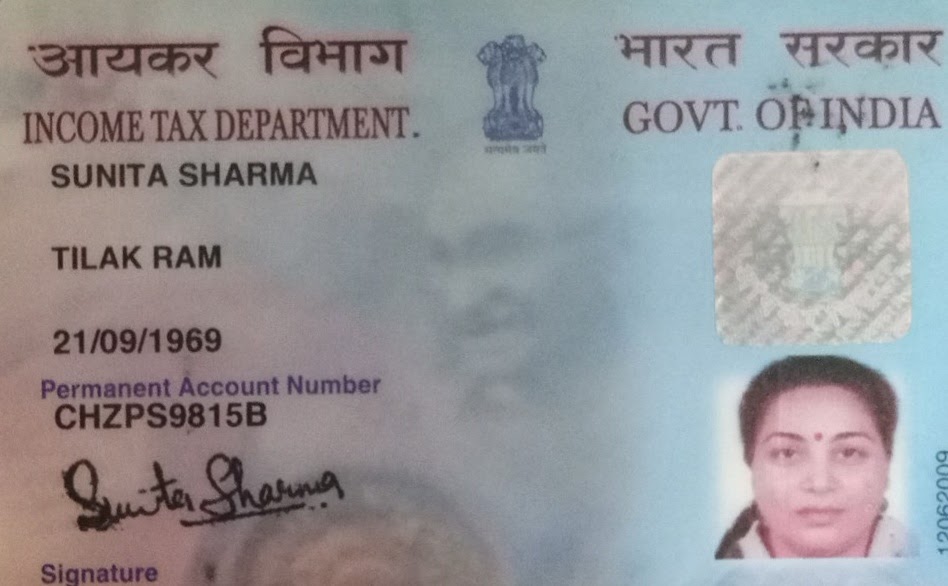 आयकर विभाग
भारत सरकार
INCOME TAX DEPARTMENT.
GOVT. OF INDIA
सत्यमेव जयते
SUNITA SHARMA
TILAK RAM
21/09/1969
Permanent Account Number
CHZPS9815B
Sunita Sharma
Signature
12062009